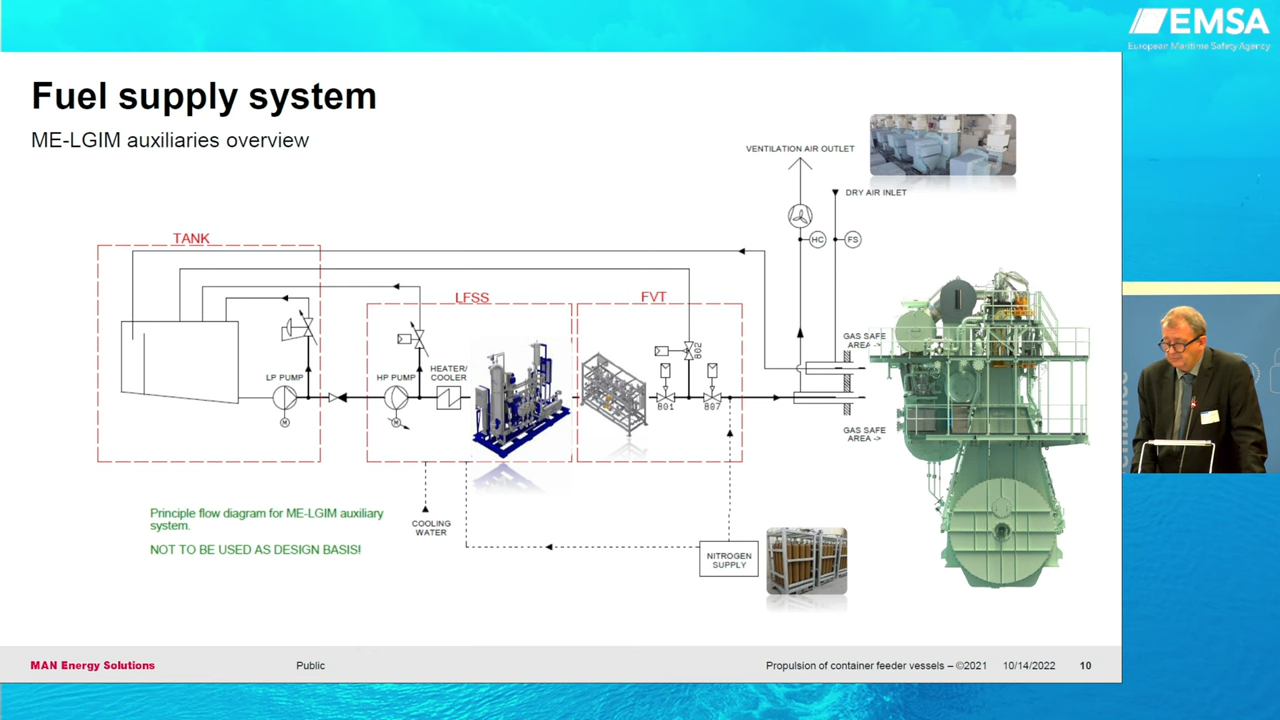 EMSA
European Maritime Safety Agency
Fuel supply system
ME-LGIM auxiliaries overview
VENTILATION AIR OUTLET
DRY AIR INLET
HC
FS
TANK
LFSS
FVT
802
GAS SAFE
AREA ->
LP PUMP
HP PUMP
HEATER/
COOLER
M
M
801
807
GAS SAFE
AREA ->
Principle flow diagram for ME-LGIM auxiliary
system.
NOT TO BE USED AS DESIGN BASIS!
COOLING
WATER
NITROGEN
SUPPLY
MAN Energy Solutions
Public
Propulsion of container feeder vessels – ©2021
10/14/2022
10